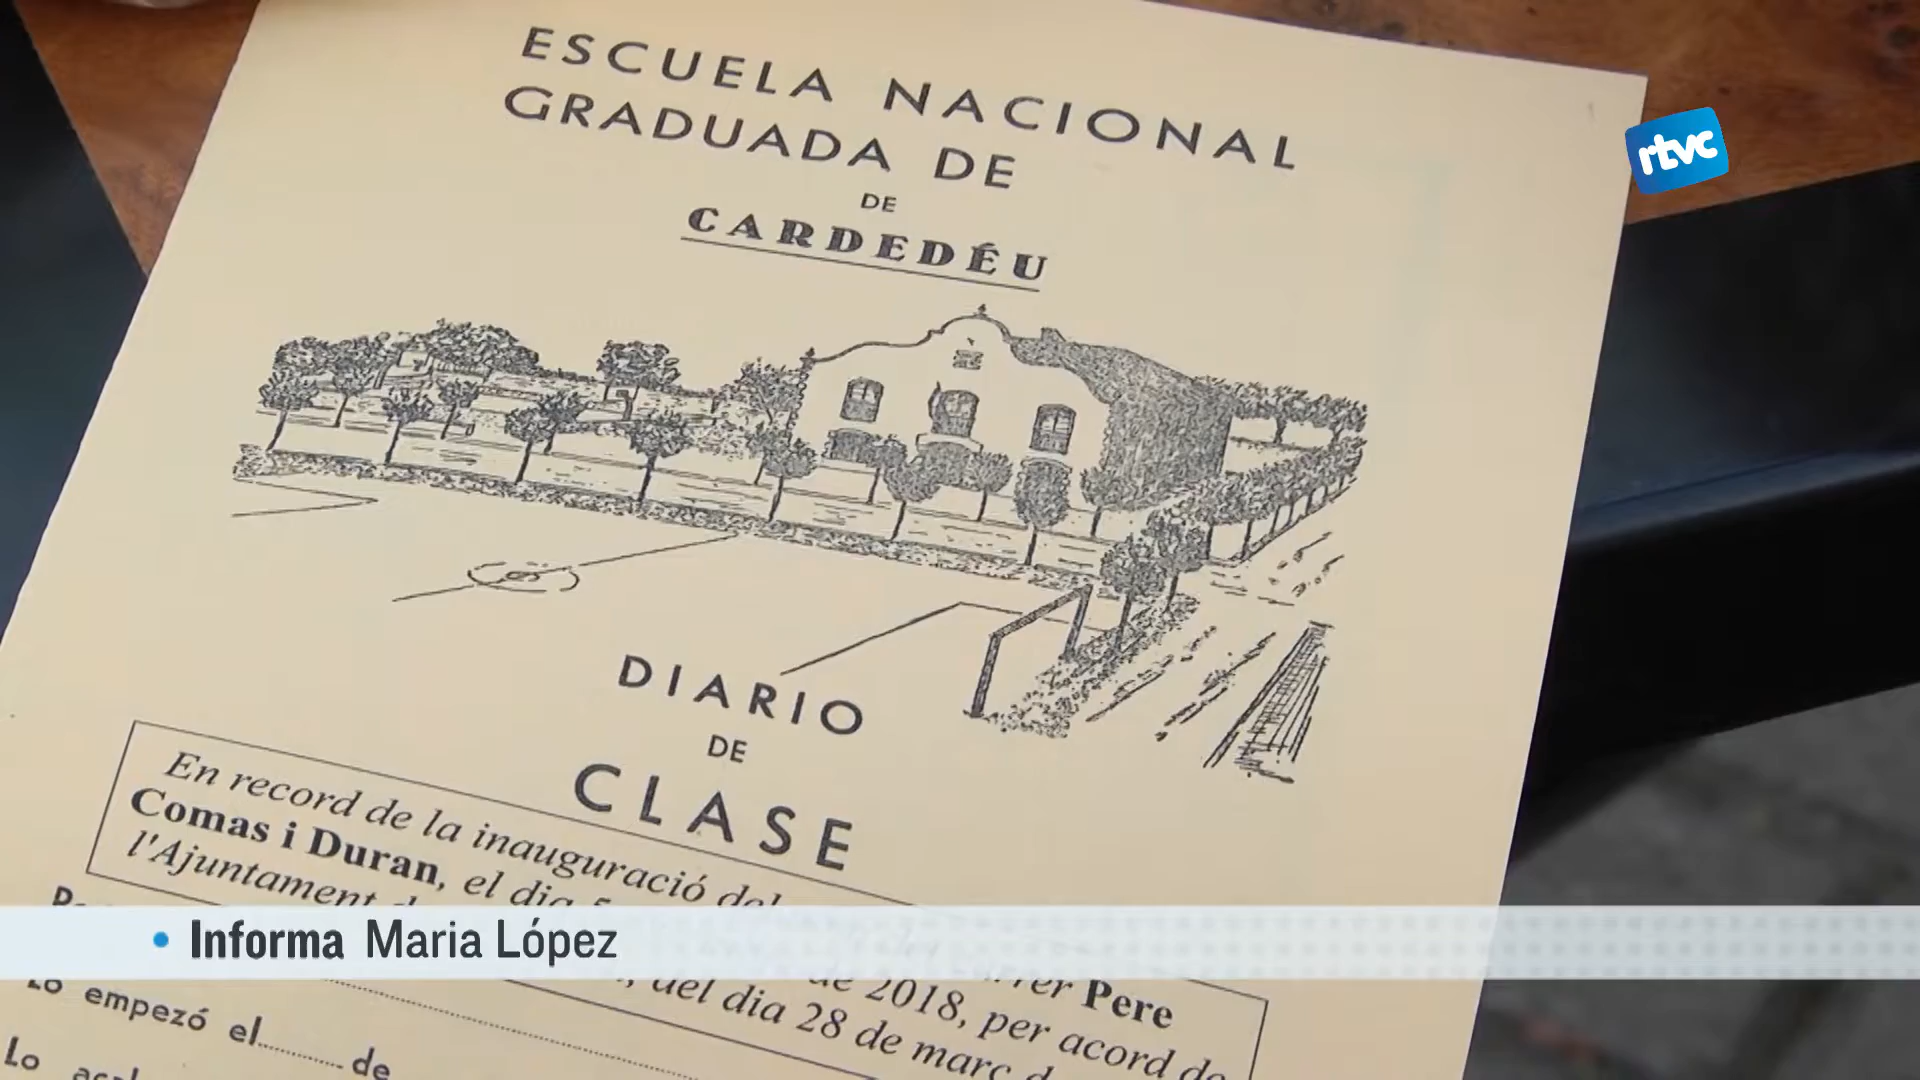 ESCUELA NACIONAL
GRADUADA DE
DE
CARDEDÉU
rtvc
DIARIO
DE
CLASE
En record de la inauguració del
Comas i Duran, el dia
l'Ajuntament
Informa Maria López
Pere
de 2018, per acord de
del dia 28 de març
Lo empezó el........ de
Lo